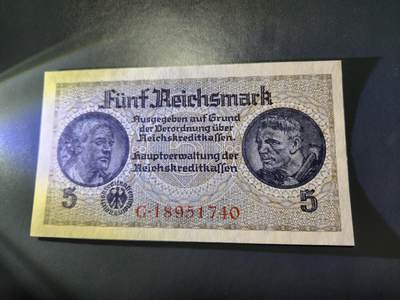 Fünf Reichsmark
Ausgegeben auf Grund
der Verordnung über
Reichskreditkassen.
Hauptverwaltung der
Reichskreditkassen
5
5
G·18951740